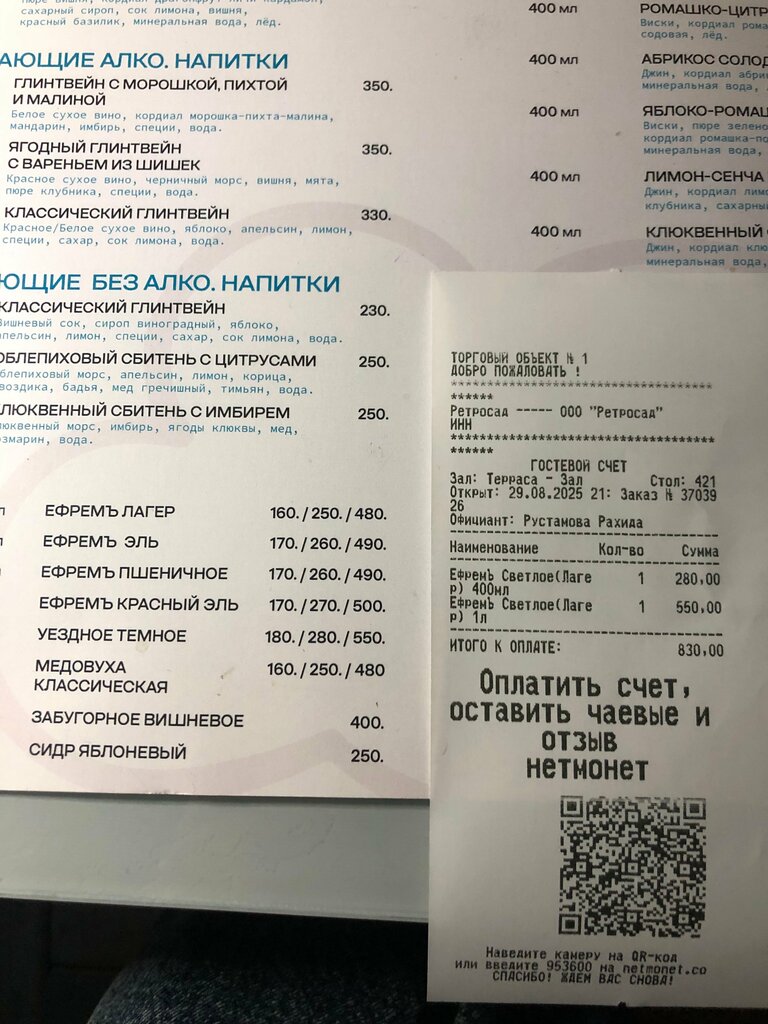 сахарный сироп, сок лимона, вишня,
красный базилик, минеральная вода, лёд.
АЮЩИЕ АЛКО. НАПИТКИ
ГЛИНТВЕЙН С МОРОШКОЙ, ПИХТОЙ
И МАЛИНОЙ 350.
Белое сухое вино, кордиал морошка-пихта-малина,
мандарин, имбирь, специи, вода.
ЯГОДНЫЙ ГЛИНТВЕЙН 350.
С ВАРЕНЬЕМ ИЗ ШИШЕК
Красное сухое вино, черничный морс, вишня, мята,
пюре клубника, специи, вода.
КЛАССИЧЕСКИЙ ГЛИНТВЕЙН 330.
Красное/Белое сухое вино, яблоко, апельсин, лимон,
специи, сахар, сок лимона, вода.
ЮЩИЕ БЕЗ АЛКО. НАПИТКИ
КЛАССИЧЕСКИЙ ГЛИНТВЕЙН 230.
Вишневый сок, сироп виноградный, яблоко,
апельсин, лимон, специи, сахар, сок лимона, вода.
ОБЛЕПИХОВЫЙ СБИТЕНЬ С ЦИТРУСАМИ 250.
блепиховый морс, апельсин, лимон, корица,
воздика, бадья, мед гречишный, тимьян, вода.
ЛЮКВЕННЫЙ СБИТЕНЬ С ИМБИРЕМ 250.
люквенный морс, имбирь, ягоды клюквы, мед,
озмарин, вода.
ЕФРЕМЪ ЛАГЕР 160. / 250. / 480.
ЕФРЕМЪ ЭЛЬ 170. / 260. / 490.
ЕФРЕМЪ ПШЕНИЧНОЕ 170. / 260. / 490.
ЕФРЕМЪ КРАСНЫЙ ЭЛЬ 170. / 270. / 500.
УЕЗДНОЕ ТЕМНОЕ 180. / 280. / 550.
МЕДОВУХА 160. / 250. / 480
КЛАССИЧЕСКАЯ
ЗАБУГОРНОЕ ВИШНЕВОЕ 400.
СИДР ЯБЛОНЕВЫЙ 250.
400 мл
РОМАШКО-ЦИТР
Виски, кордиал рома
содовая, лёд.
400 мл
АБРИКОС СОЛОД
Джин, кордиал абри
минеральная вода,
400 мл
ЯБЛОКО-РОМАШ
Виски, пюре зелено
кордиал ромашка-по
минеральная вода,
400 мл
ЛИМОН-СЕНЧА
Джин, кордиал лимо
клубника, сахарны
400 мл
КЛЮКВЕННЫЙ
Джин, кордиал клю
минеральная вода,
ТОРГОВЫЙ ОБЪЕКТ № 1
ДОБРО ПОЖАЛОВАТЬ !
**************************************
******
Ретросад ----- ООО "Ретросад"
ИНН
**************************************
******
ГОСТЕВОЙ СЧЕТ
Зал: Терраса - Зал Стол: 421
Открыт: 29.08.2025 21: Заказ № 37039
26
Официант: Рустамова Рахида
Наименование Кол-во Сумма
ЕфремЪ Светлое(Лаге 1 280,00
р) 400мл
ЕфремЪ Светлое(Лаге 1 550,00
р) 1л
ИТОГО К ОПЛАТЕ: 830,00
Оплатить счет,
оставить чаевые и
отзыв
нетмонет
Наведите камеру на QR-код
или введите 953600 на netmonet.co
СПАСИБО! ЖДЕМ ВАС СНОВА!